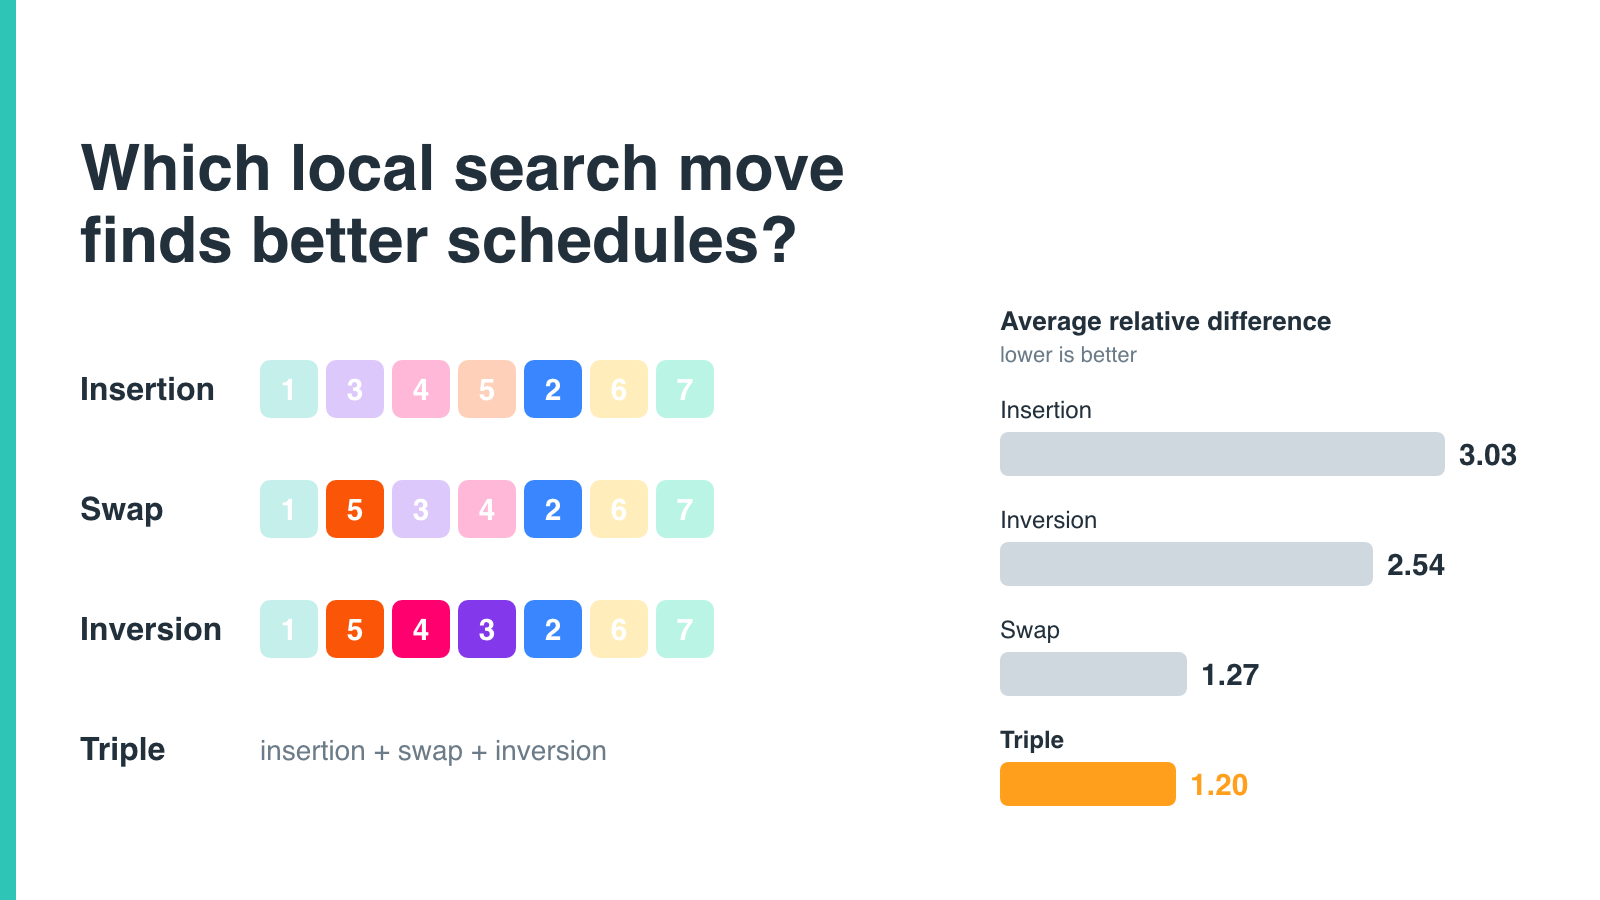 Which local search move
finds better schedules?
Insertion 1 3 4 5 2 6 7
Swap 1 5 3 4 2 6 7
Inversion 1 5 4 3 2 6 7
Triple insertion + swap + inversion
Average relative difference
lower is better
Insertion
3.03
Inversion
2.54
Swap
1.27
Triple
1.20